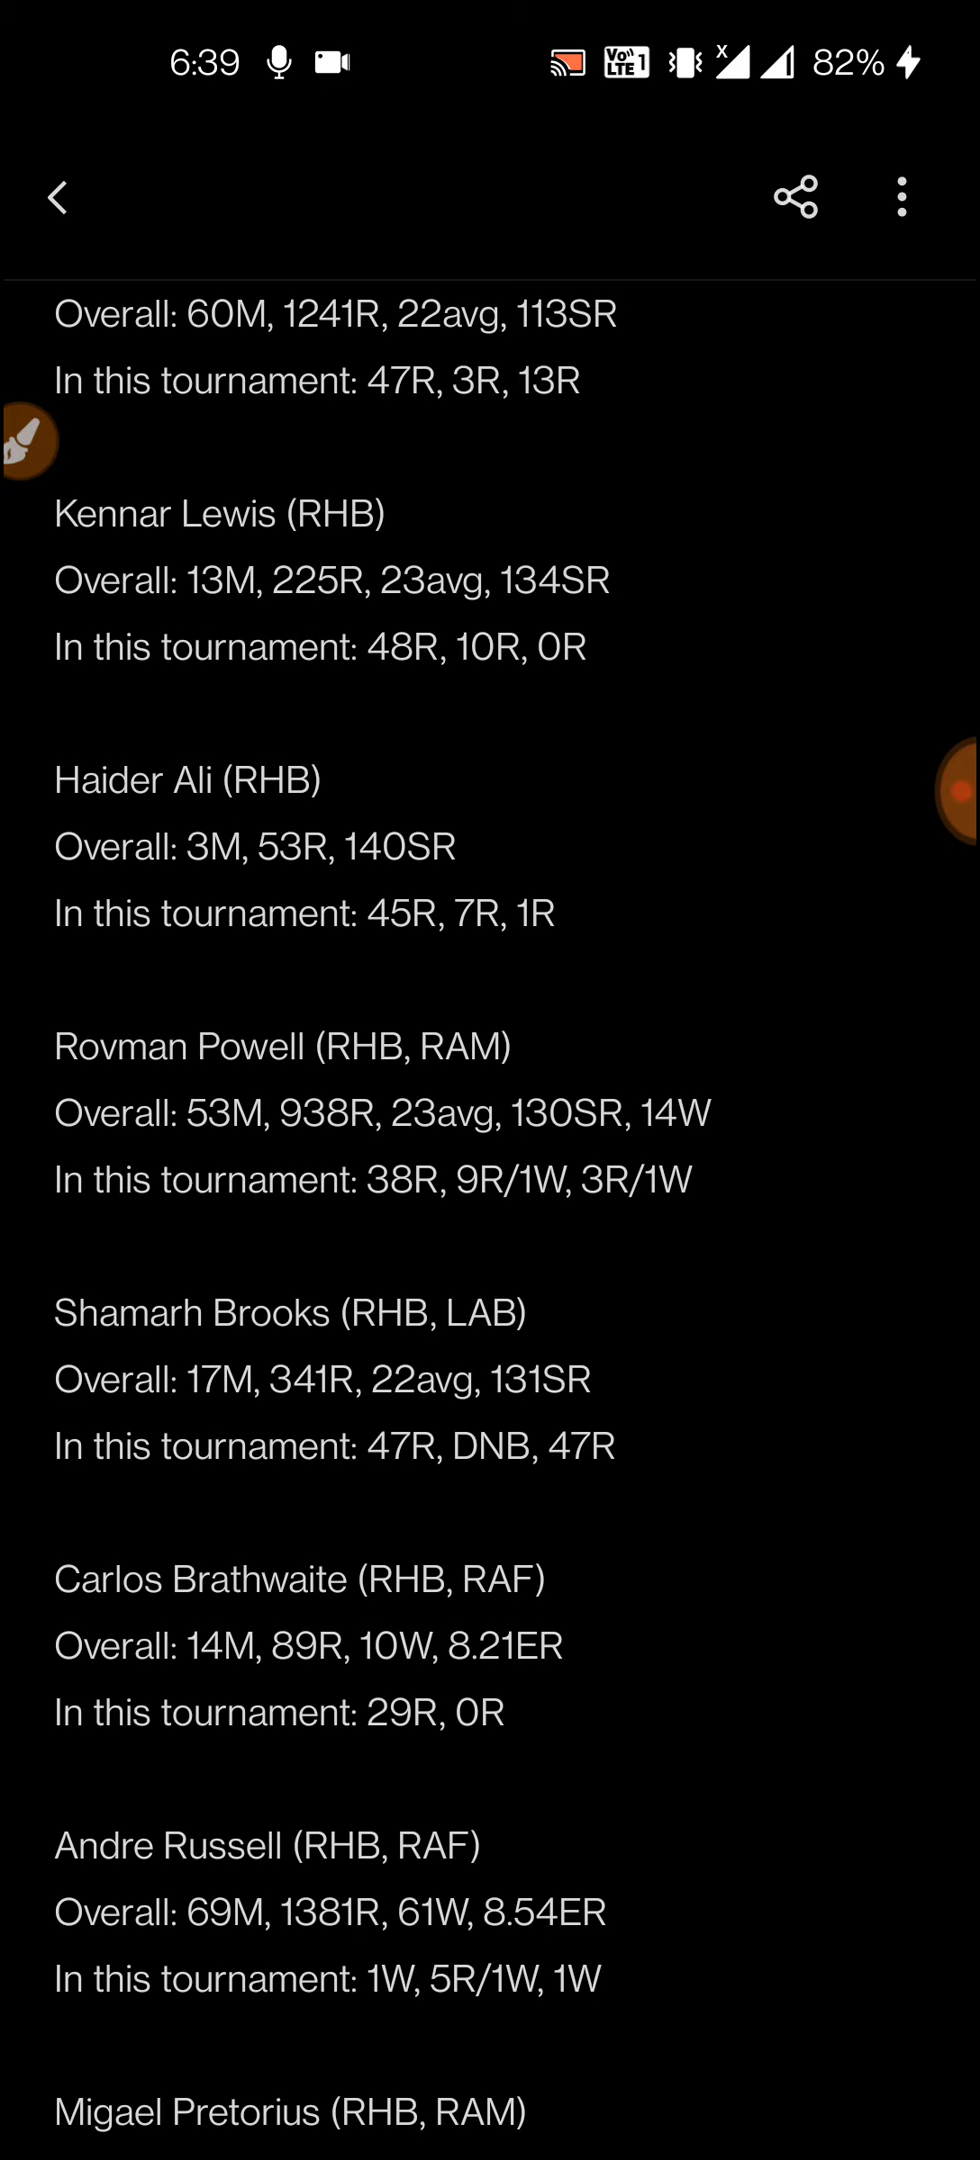 6:39
Vo)) LTE 1
x
82%
Overall: 60M, 1241R, 22avg, 113SR
In this tournament: 47R, 3R, 13R
Kennar Lewis (RHB)
Overall: 13M, 225R, 23avg, 134SR
In this tournament: 48R, 10R, 0R
Haider Ali (RHB)
Overall: 3M, 53R, 140SR
In this tournament: 45R, 7R, 1R
Rovman Powell (RHB, RAM)
Overall: 53M, 938R, 23avg, 130SR, 14W
In this tournament: 38R, 9R/1W, 3R/1W
Shamarh Brooks (RHB, LAB)
Overall: 17M, 341R, 22avg, 131SR
In this tournament: 47R, DNB, 47R
Carlos Brathwaite (RHB, RAF)
Overall: 14M, 89R, 10W, 8.21ER
In this tournament: 29R, 0R
Andre Russell (RHB, RAF)
Overall: 69M, 1381R, 61W, 8.54ER
In this tournament: 1W, 5R/1W, 1W
Migael Pretorius (RHB, RAM)